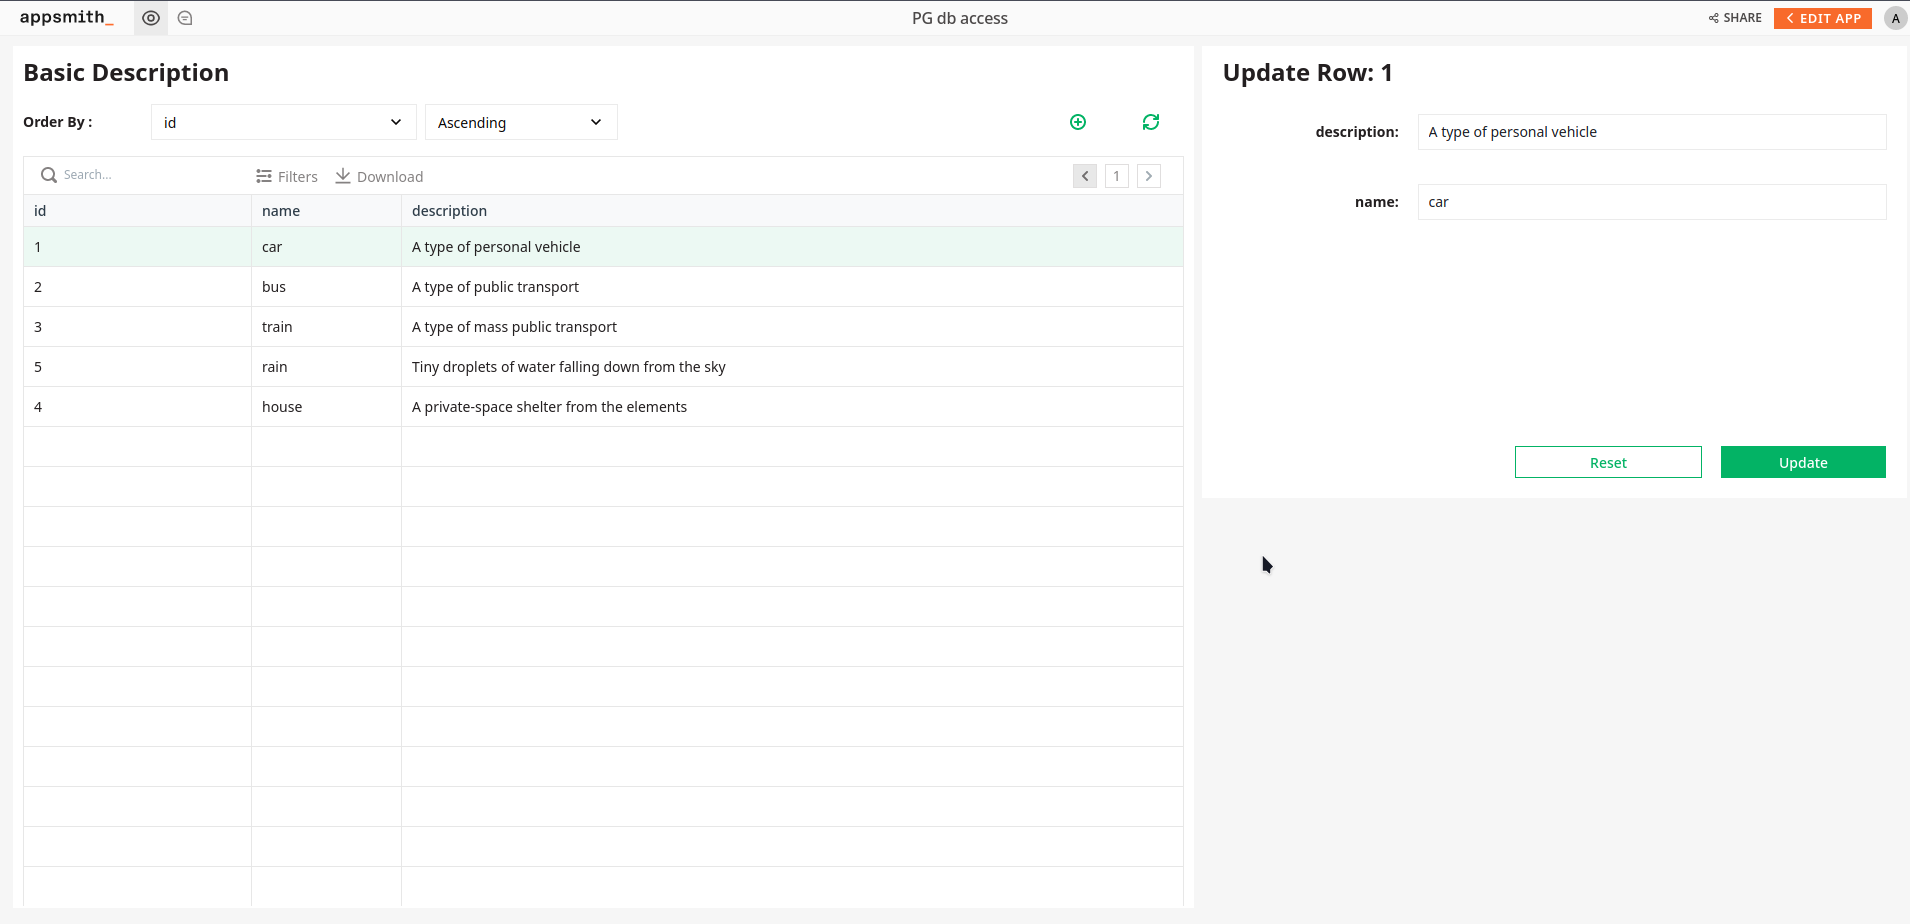 appsmith_
PG db access
SHARE
EDIT APP
A
Basic Description
Order By :
id
Ascending
Search...
Filters
Download
1
id name description
1 car A type of personal vehicle
2 bus A type of public transport
3 train A type of mass public transport
5 rain Tiny droplets of water falling down from the sky
4 house A private-space shelter from the elements
Update Row: 1
description: A type of personal vehicle
name: car
Reset
Update